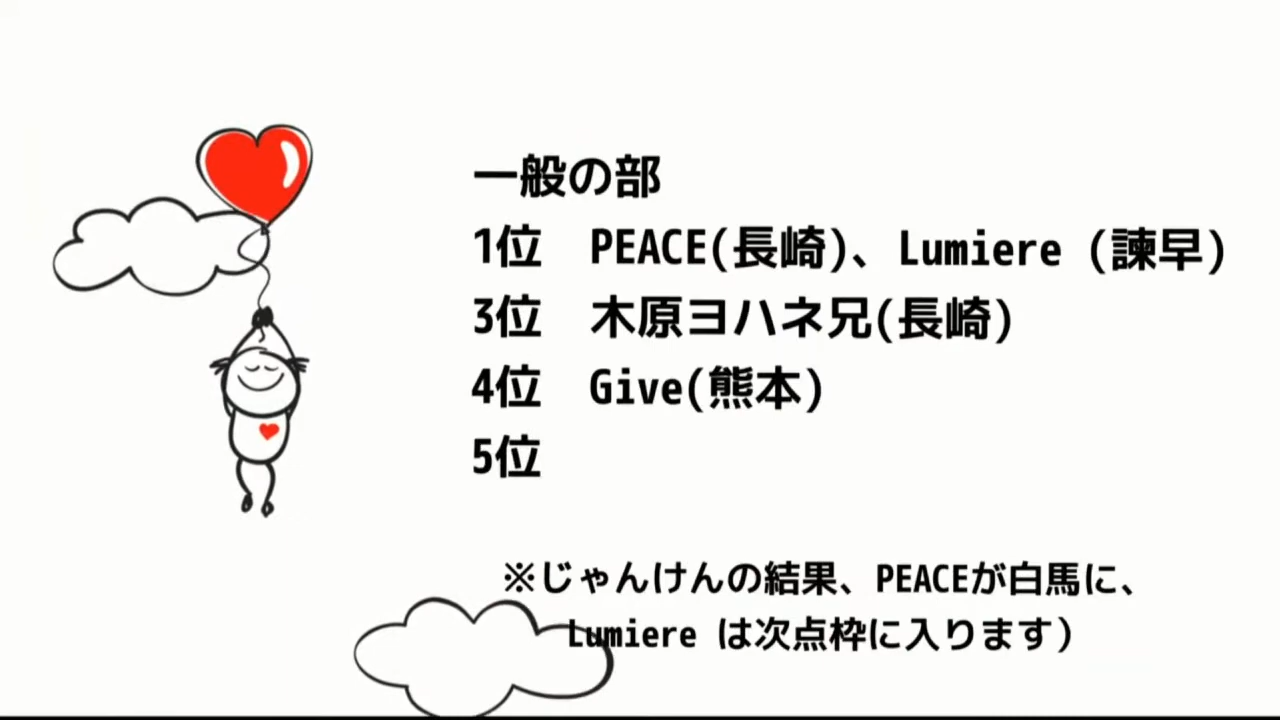 一般の部
1位　PEACE(長崎)、Lumiere (諫早)
3位　木原ヨハネ兄(長崎)
4位　Give(熊本)
5位
※じゃんけんの結果、PEACEが白馬に、
Lumiere は次点枠に入ります）